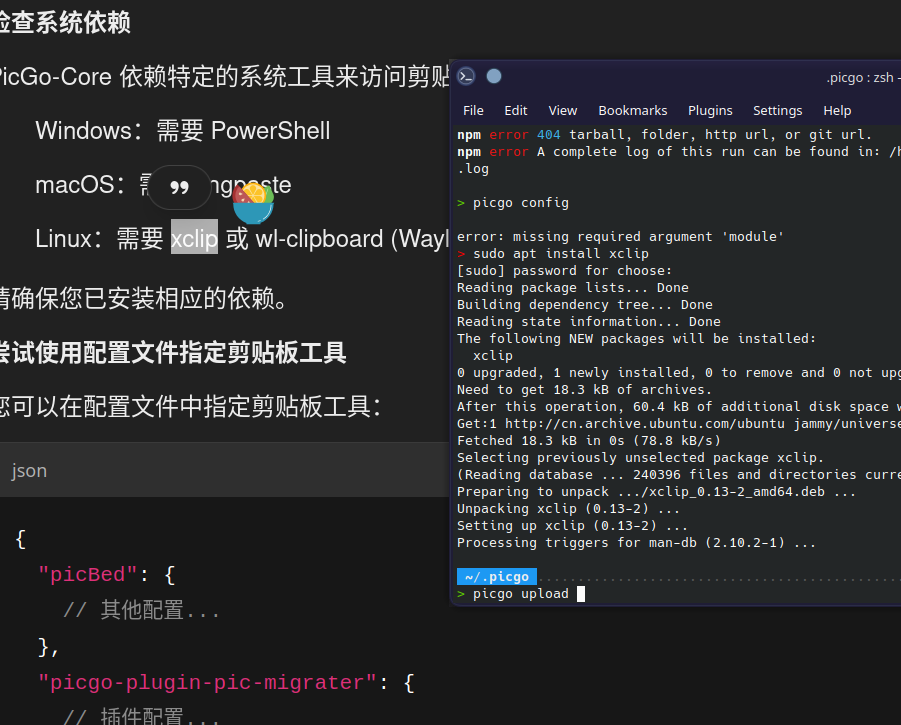 检查系统依赖
PicGo-Core 依赖特定的系统工具来访问剪贴
Windows：需要 PowerShell
macOS：
Linux：需要 xclip 或 wl-clipboard (Wayl
请确保您已安装相应的依赖。
尝试使用配置文件指定剪贴板工具
您可以在配置文件中指定剪贴板工具：
json
{
"picBed": {
// 其他配置...
},
"picgo-plugin-pic-migrater": {
// 插件配置...
.picgo : zsh —
File Edit View Bookmarks Plugins Settings Help
npm error 404 tarball, folder, http url, or git url.
npm error A complete log of this run can be found in: /h
.log
> picgo config
error: missing required argument 'module'
> sudo apt install xclip
[sudo] password for choose:
Reading package lists... Done
Building dependency tree... Done
Reading state information... Done
The following NEW packages will be installed:
xclip
0 upgraded, 1 newly installed, 0 to remove and 0 not upg
Need to get 18.3 kB of archives.
After this operation, 60.4 kB of additional disk space w
Get:1 http://cn.archive.ubuntu.com/ubuntu jammy/universe
Fetched 18.3 kB in 0s (78.8 kB/s)
Selecting previously unselected package xclip.
(Reading database ... 240396 files and directories curre
Preparing to unpack .../xclip_0.13-2_amd64.deb ...
Unpacking xclip (0.13-2) ...
Setting up xclip (0.13-2) ...
Processing triggers for man-db (2.10.2-1) ...
~/.picgo
> picgo upload